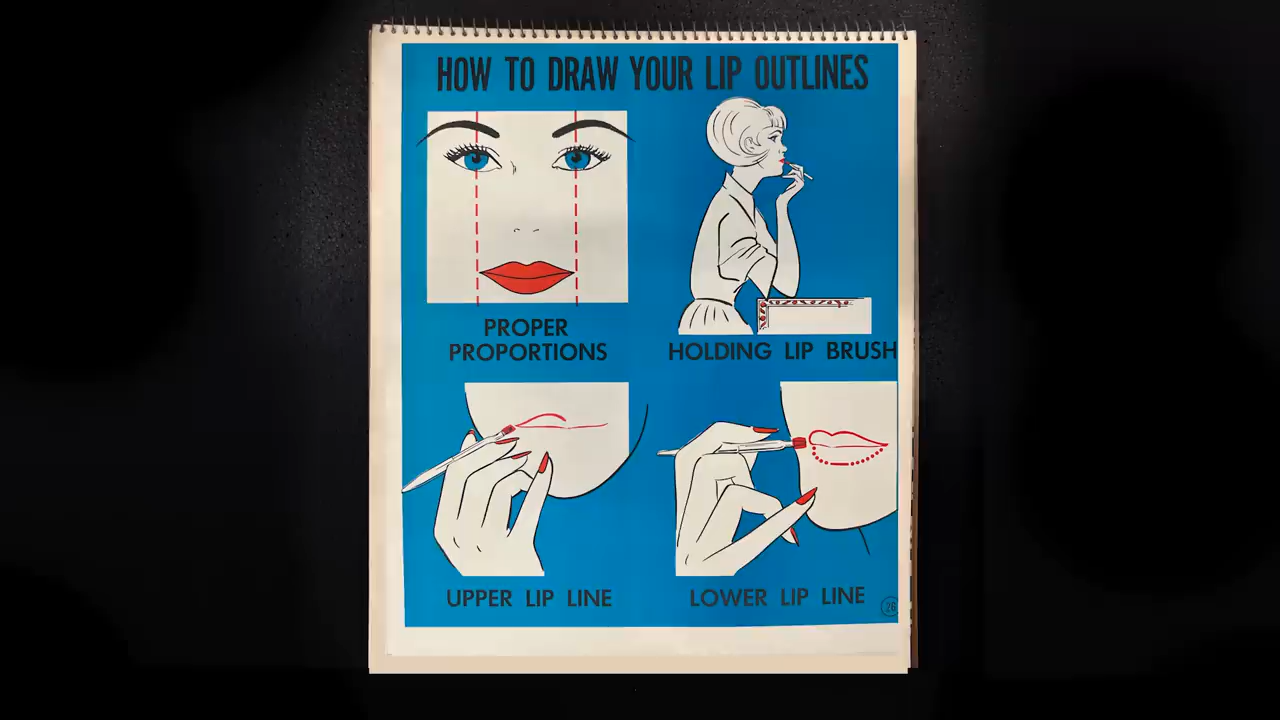 HOW TO DRAW YOUR LIP OUTLINES
PROPER
PROPORTIONS
HOLDING LIP BRUSH
UPPER LIP LINE
LOWER LIP LINE
26